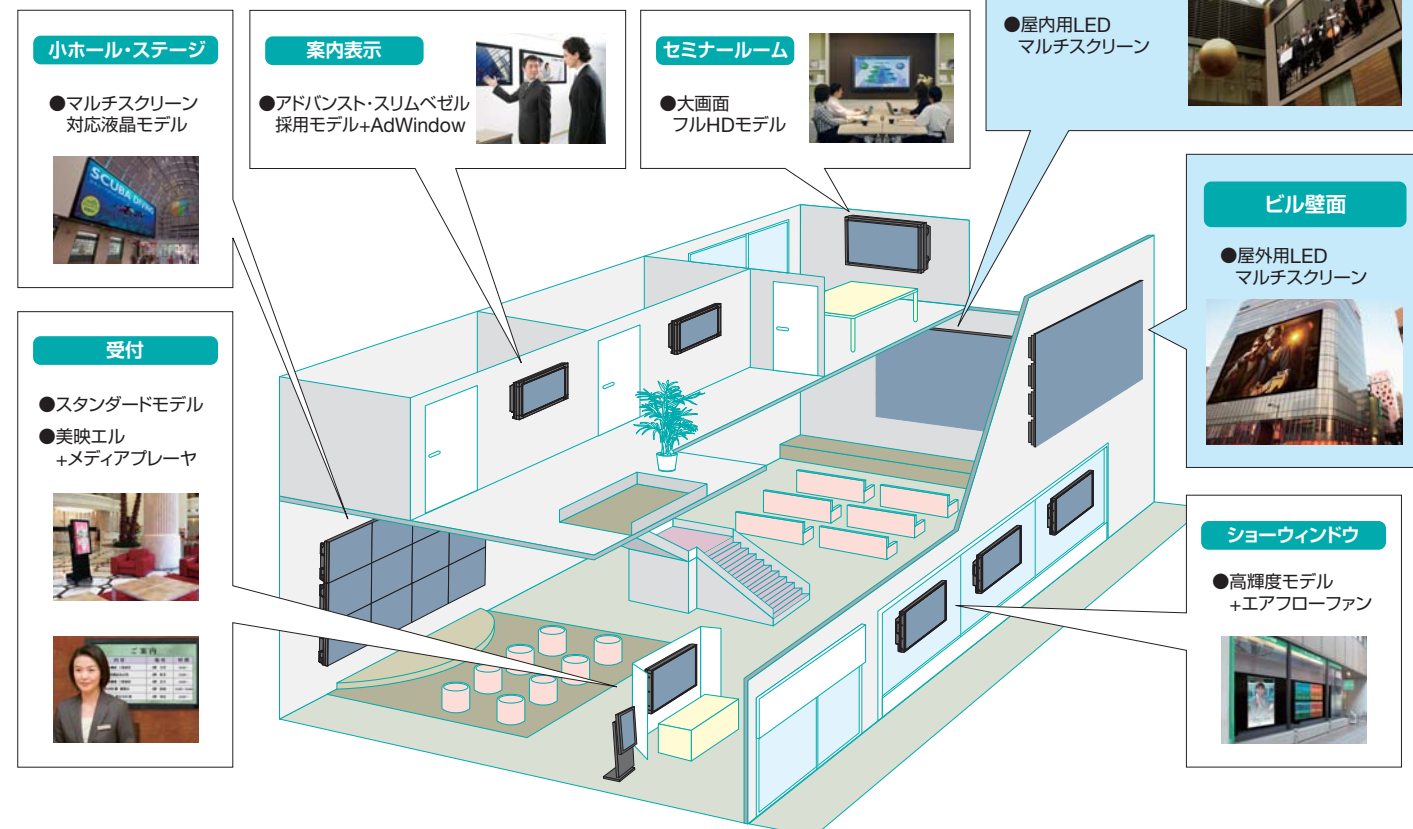 小ホール・ステージ
●マルチスクリーン
対応液晶モデル
SCUBA DIVING
案内表示
●アドバンスト・スリムベゼル
採用モデル+AdWindow
セミナールーム
●大画面
フルHDモデル
●屋内用LED
マルチスクリーン
ビル壁面
●屋外用LED
マルチスクリーン
受付
●スタンダードモデル
●美映エル
+メディアプレーヤ
ご案内
ショーウィンドウ
●高輝度モデル
+エアフローファン